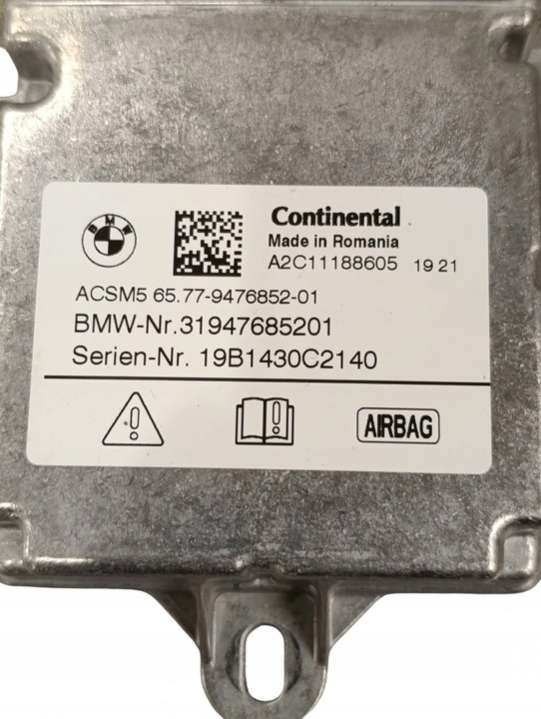 BMW
Continental
Made in Romania
A2C11188605 19 21
ACSM5 65.77-9476852-01
BMW-Nr.31947685201
Serien-Nr. 19B1430C2140
AIRBAG